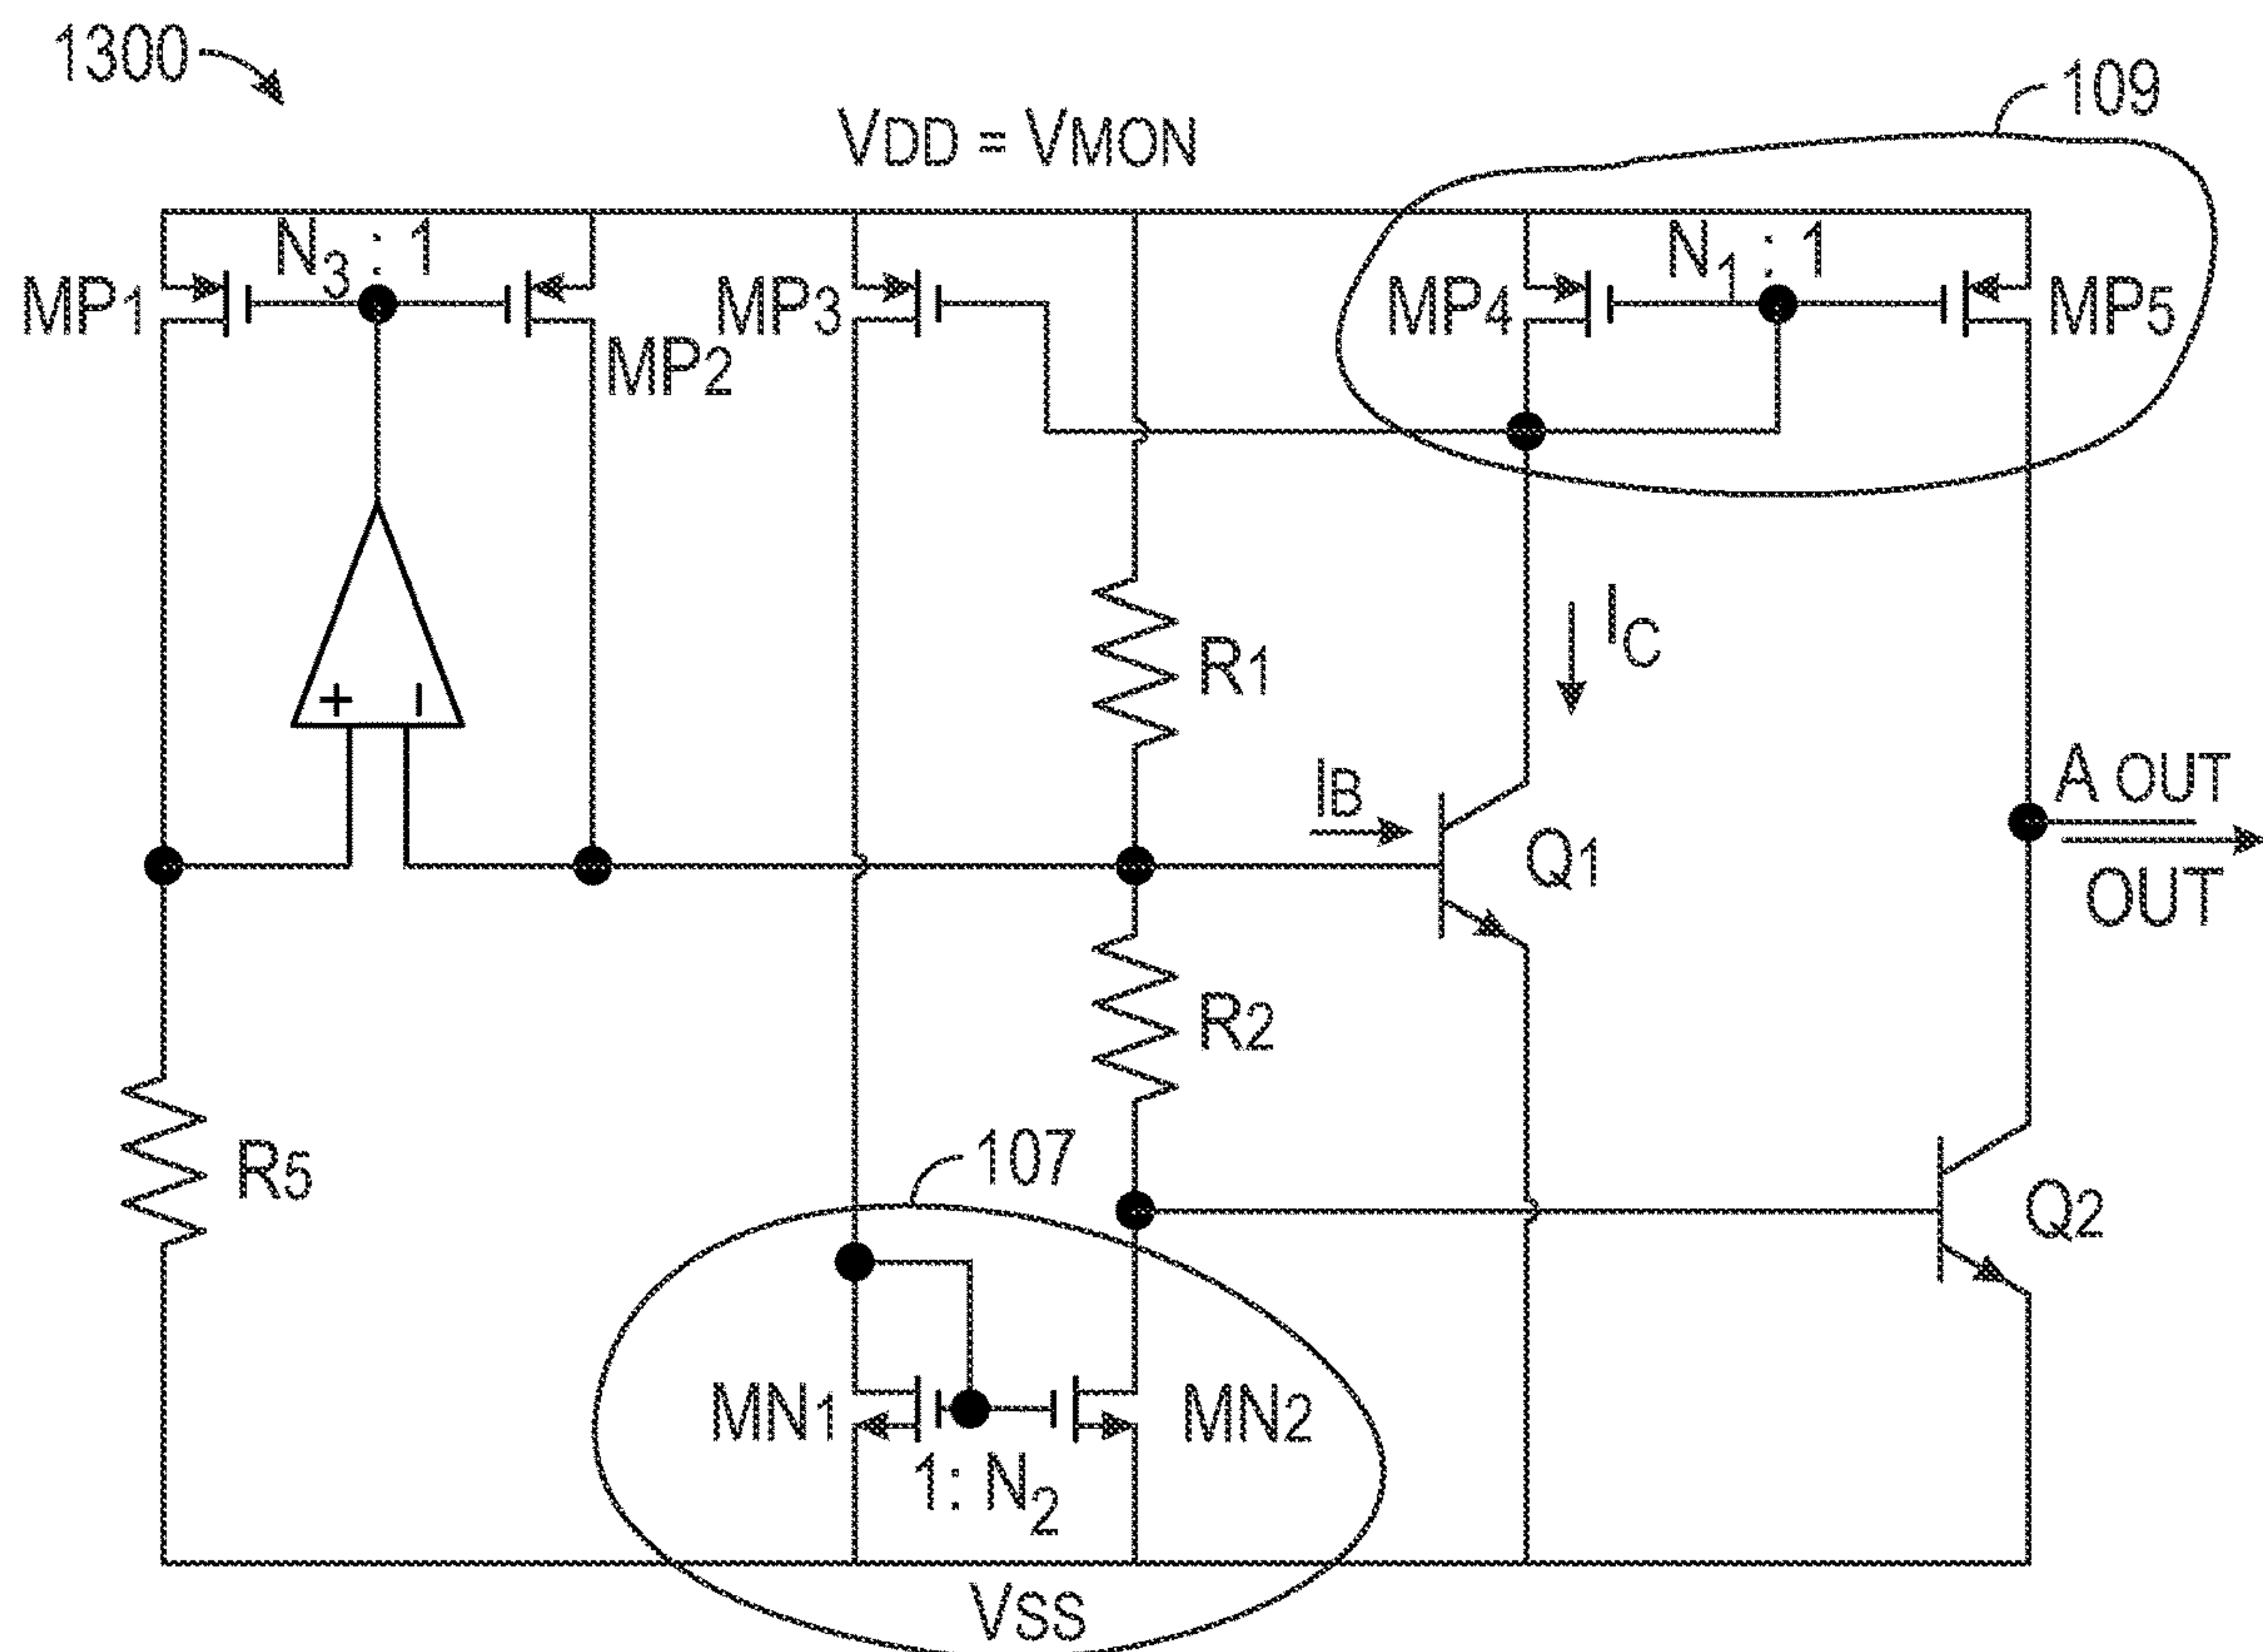 1300
109
VDD = VMON
N3 : 1
N1 : 1
MP1
MP2
MP3
MP4
MP5
+ −
R1
IC
IB
Q1
A OUT
OUT
R2
107
R5
Q2
MN1
MN2
1: N2
VSS